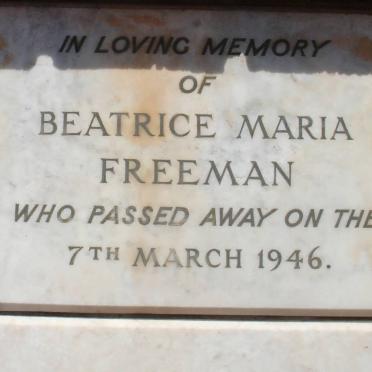 IN LOVING MEMORY
OF
BEATRICE MARIA
FREEMAN
WHO PASSED AWAY ON THE
7TH MARCH 1946.